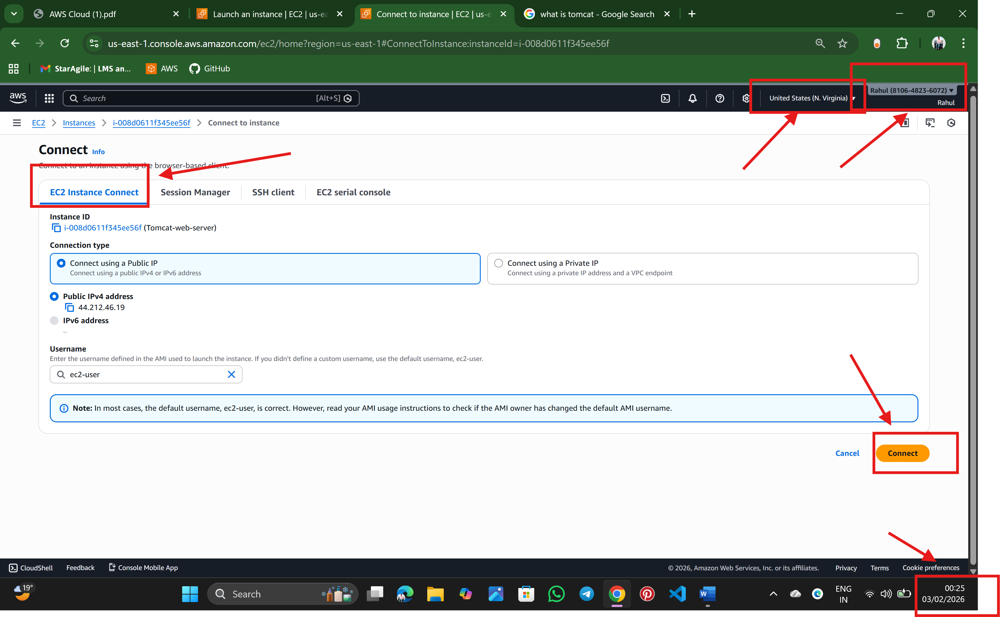 AWS Cloud (1).pdf
Launch an instance | EC2 | us-ea
Connect to instance | EC2 | us-e
what is tomcat - Google Search
us-east-1.console.aws.amazon.com/ec2/home?region=us-east-1#ConnectToInstance:instanceId=i-008d0611f345ee56f
StarAgile: | LMS an...
AWS
GitHub
aws
Search
[Alt+S]
United States (N. Virginia)
Rahul (8106-4823-6072)
Rahul
EC2
Instances
i-008d0611f345ee56f
Connect to instance
Connect Info
Connect to an instance using the browser-based client.
EC2 Instance Connect
Session Manager
SSH client
EC2 serial console
Instance ID
i-008d0611f345ee56f (Tomcat-web-server)
Connection type
Connect using a Public IP
Connect using a public IPv4 or IPv6 address
Connect using a Private IP
Connect using a private IP address and a VPC endpoint
Public IPv4 address
44.212.46.19
IPv6 address
–
Username
Enter the username defined in the AMI used to launch the instance. If you didn't define a custom username, use the default username, ec2-user.
ec2-user
Note: In most cases, the default username, ec2-user, is correct. However, read your AMI usage instructions to check if the AMI owner has changed the default AMI username.
Cancel
Connect
CloudShell
Feedback
Console Mobile App
© 2026, Amazon Web Services, Inc. or its affiliates.
Privacy
Terms
Cookie preferences
19°
Search
ENG
IN
00:25
03/02/2026